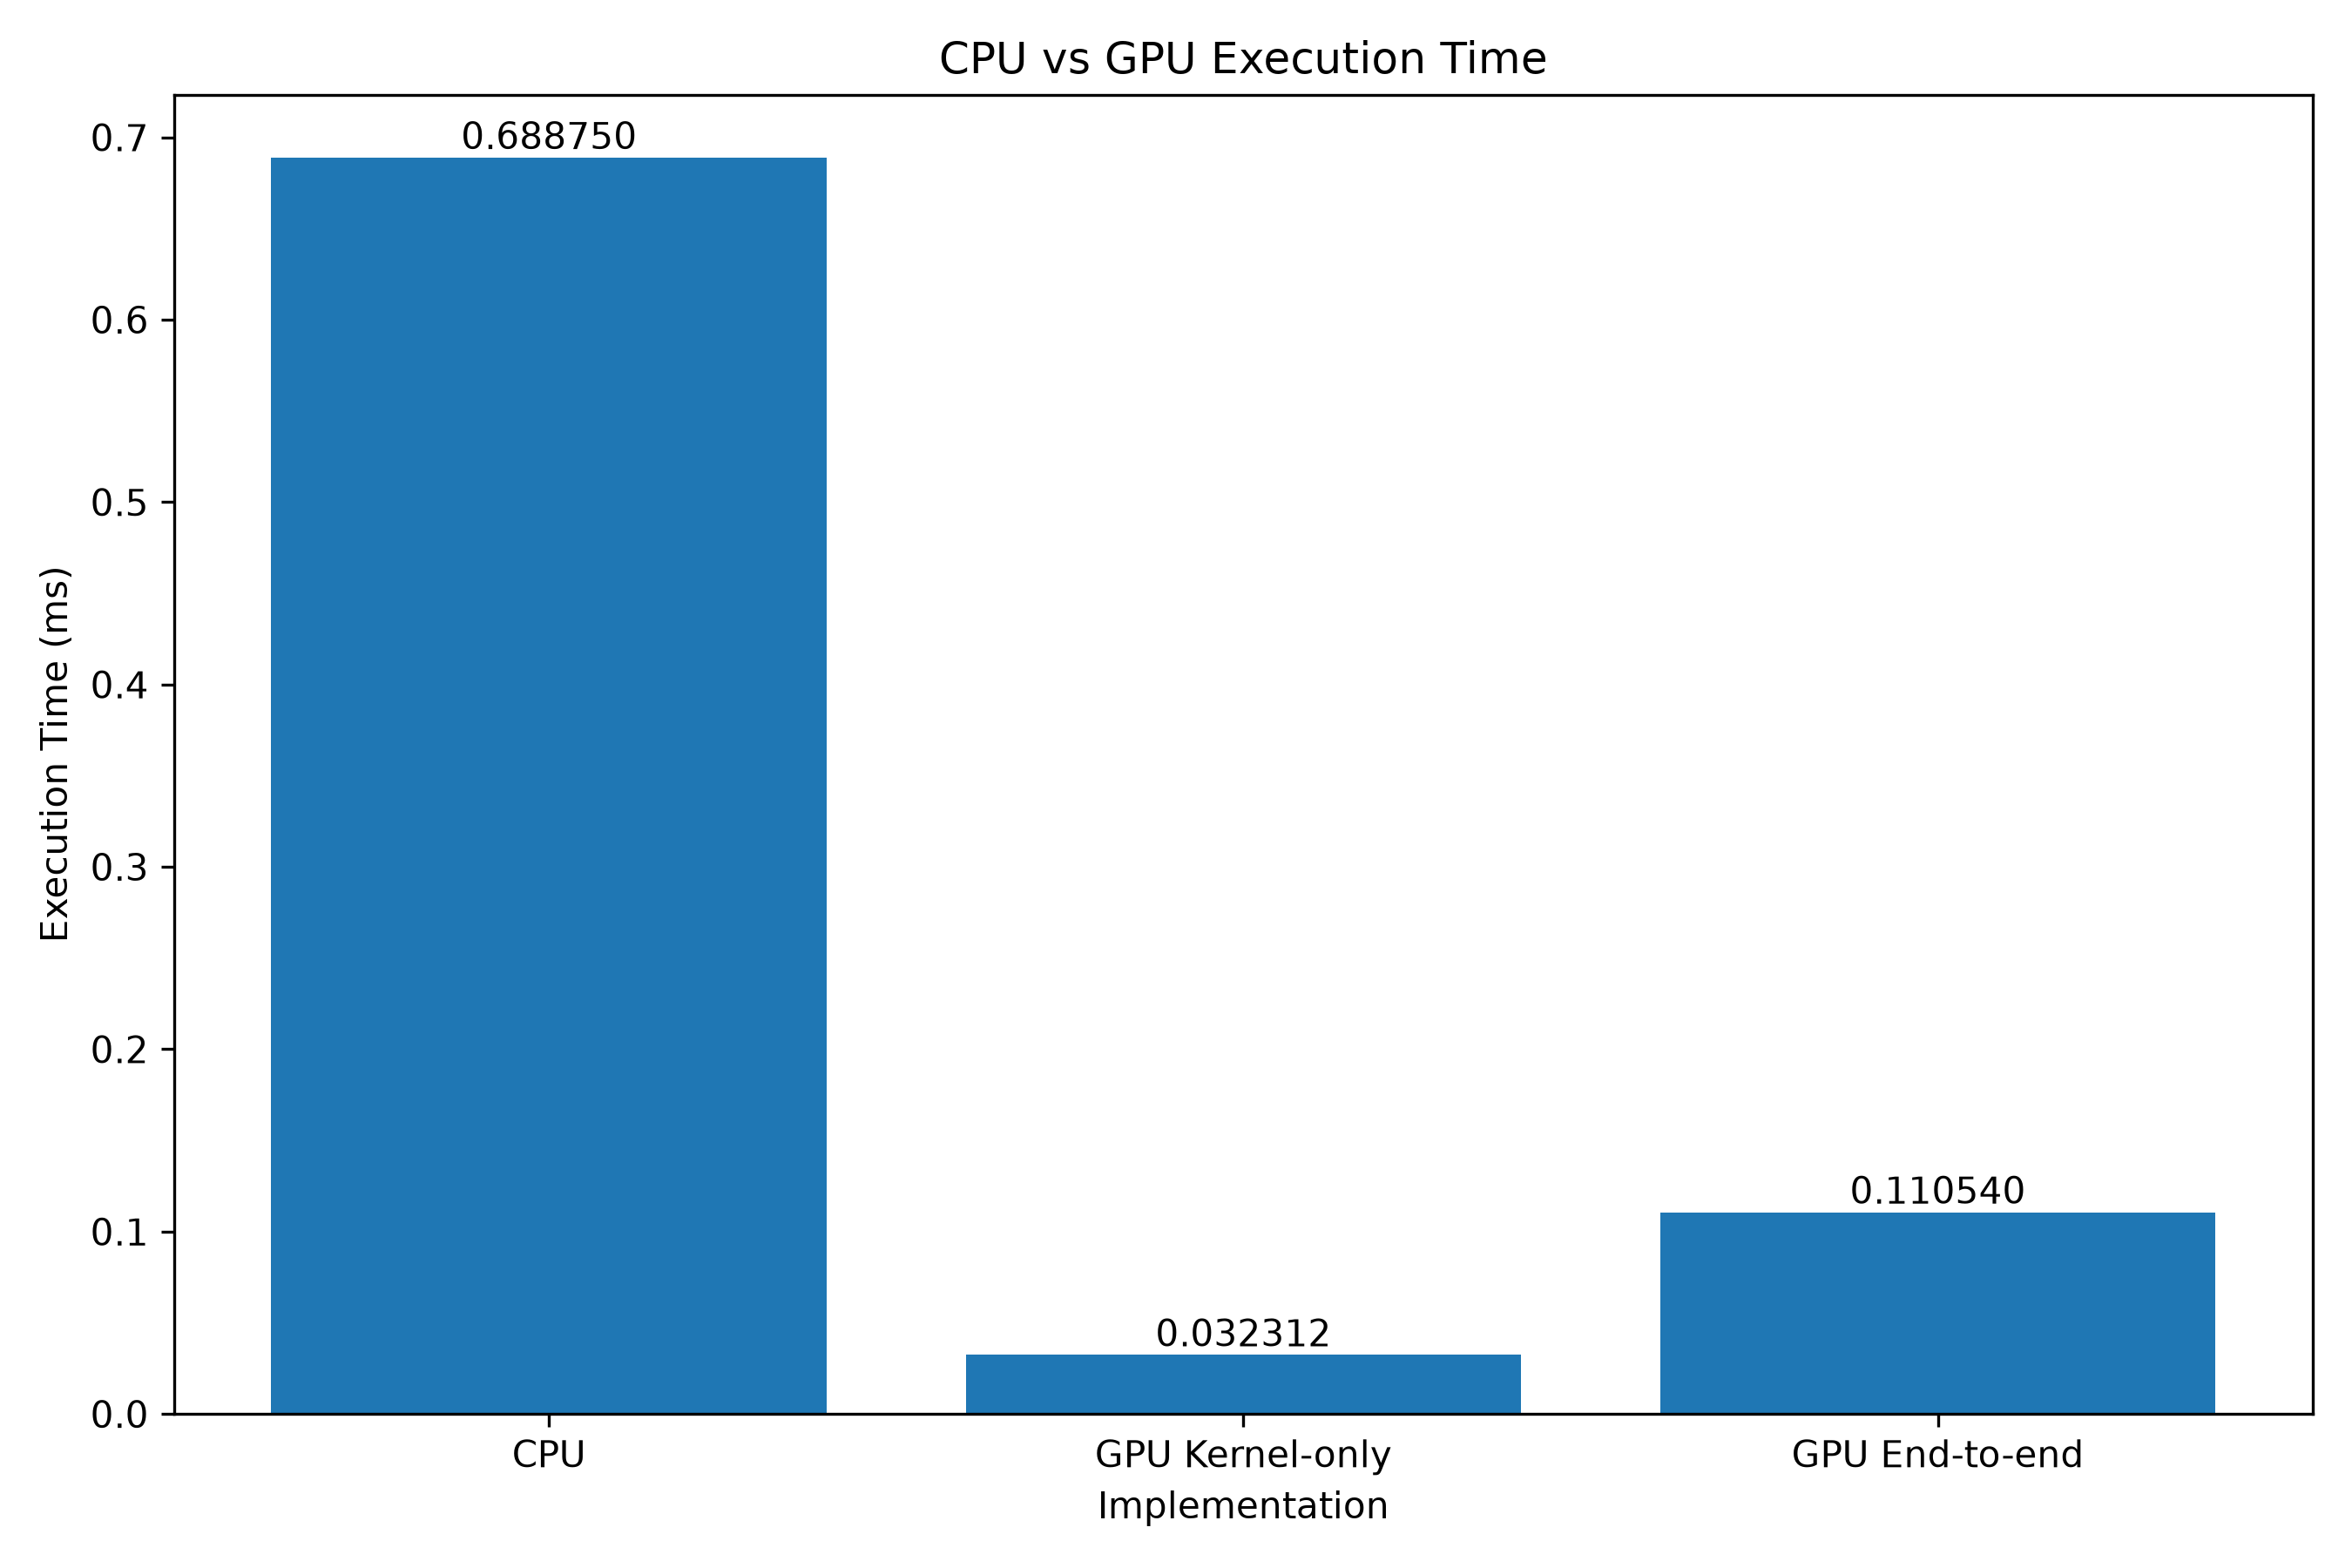 CPU vs GPU Execution Time
Execution Time (ms)
0.7
0.6
0.5
0.4
0.3
0.2
0.1
0.0
0.688750
0.032312
0.110540
CPU
GPU Kernel-only
GPU End-to-end
Implementation